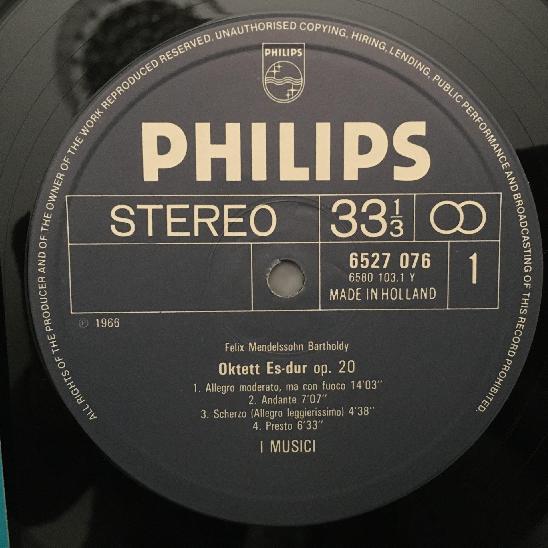 ALL RIGHTS OF THE PRODUCER AND OF THE OWNER OF THE WORK REPRODUCED RESERVED. UNAUTHORISED COPYING, HIRING, LENDING, PUBLIC PERFORMANCE AND BROADCASTING OF THIS RECORD PROHIBITED.
PHILIPS
PHILIPS
STEREO
33 1/3
6527 076
6580 103.1 Y
MADE IN HOLLAND
1
℗ 1966
Felix Mendelssohn Bartholdy
Oktett Es-dur op. 20
1. Allegro moderato, ma con fuoco 14'03"
2. Andante 7'07"
3. Scherzo (Allegro leggierissimo) 4'38"
4. Presto 6'33"
I MUSICI